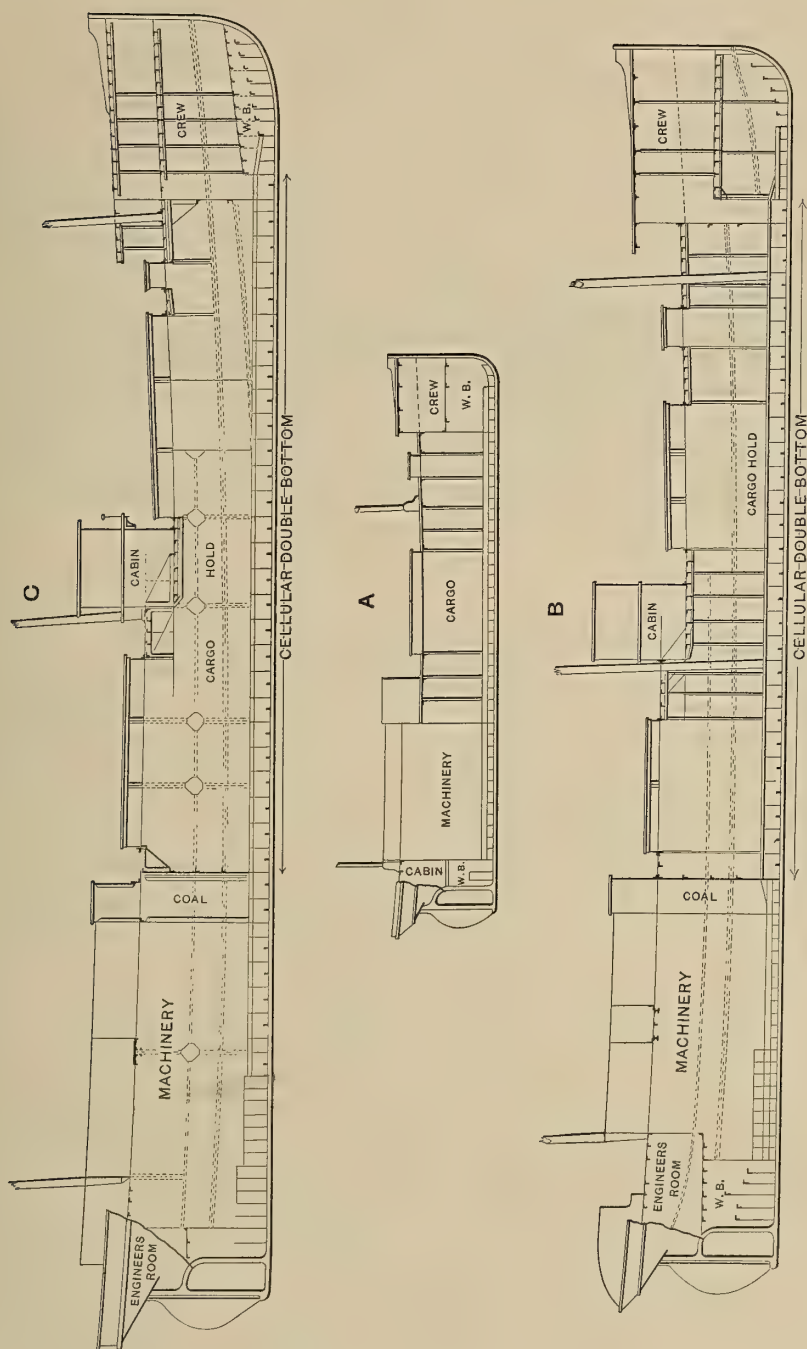 C
ENGINEERS
ROOM
MACHINERY
COAL
CARGO
HOLD
CABIN
CREW
W. B.
CELLULAR-DOUBLE-BOTTOM
A
CABIN
W. B.
MACHINERY
CARGO
CREW
W. B.
B
ENGINEERS
ROOM
W. B.
MACHINERY
COAL
CABIN
CARGO HOLD
CREW
CELLULAR-DOUBLE-BOTTOM